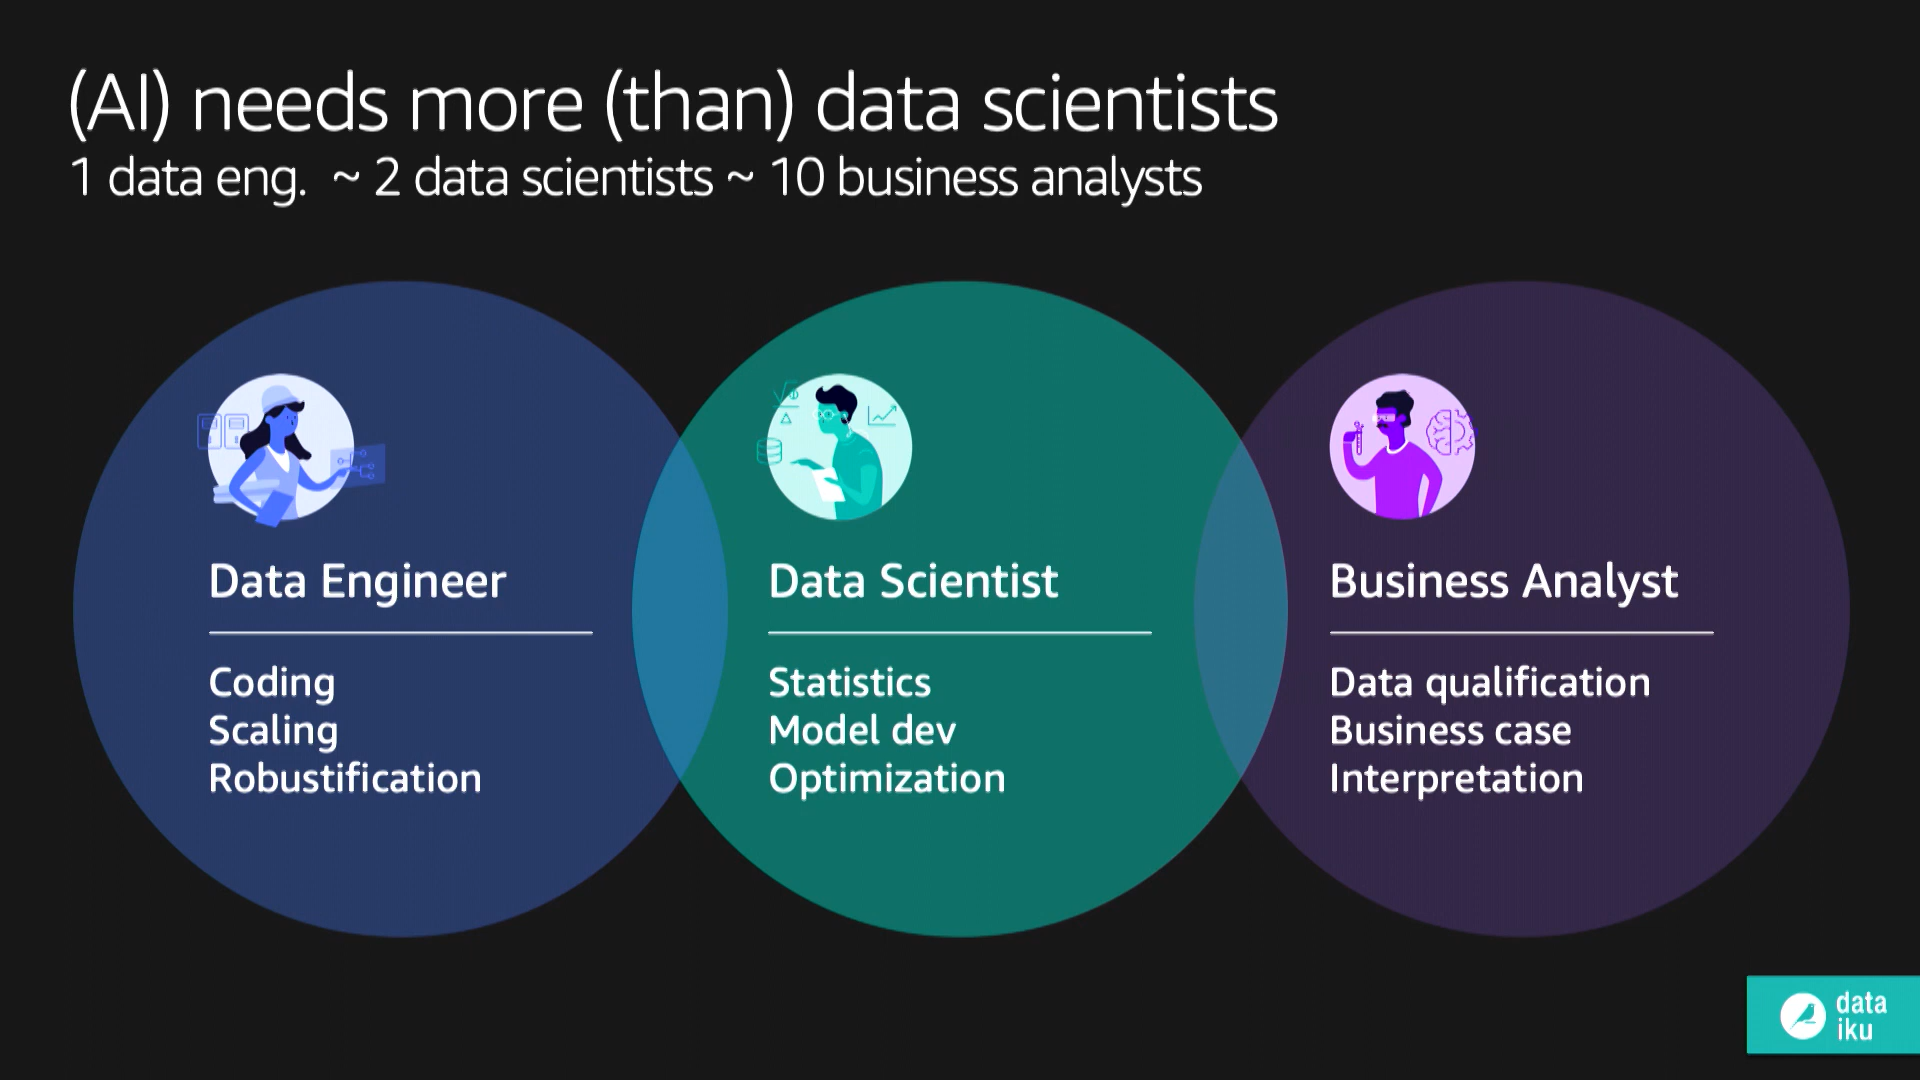 (AI) needs more (than) data scientists
1 data eng. ~ 2 data scientists ~ 10 business analysts
Data Engineer
Coding
Scaling
Robustification
Data Scientist
Statistics
Model dev
Optimization
Business Analyst
Data qualification
Business case
Interpretation
data
iku